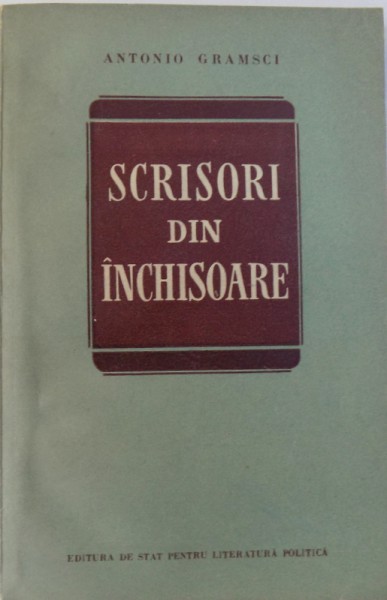 ANTONIO GRAMSCI
SCRISORI
DIN
ÎNCHISOARE
EDITURA DE STAT PENTRU LITERATURĂ POLITICĂ